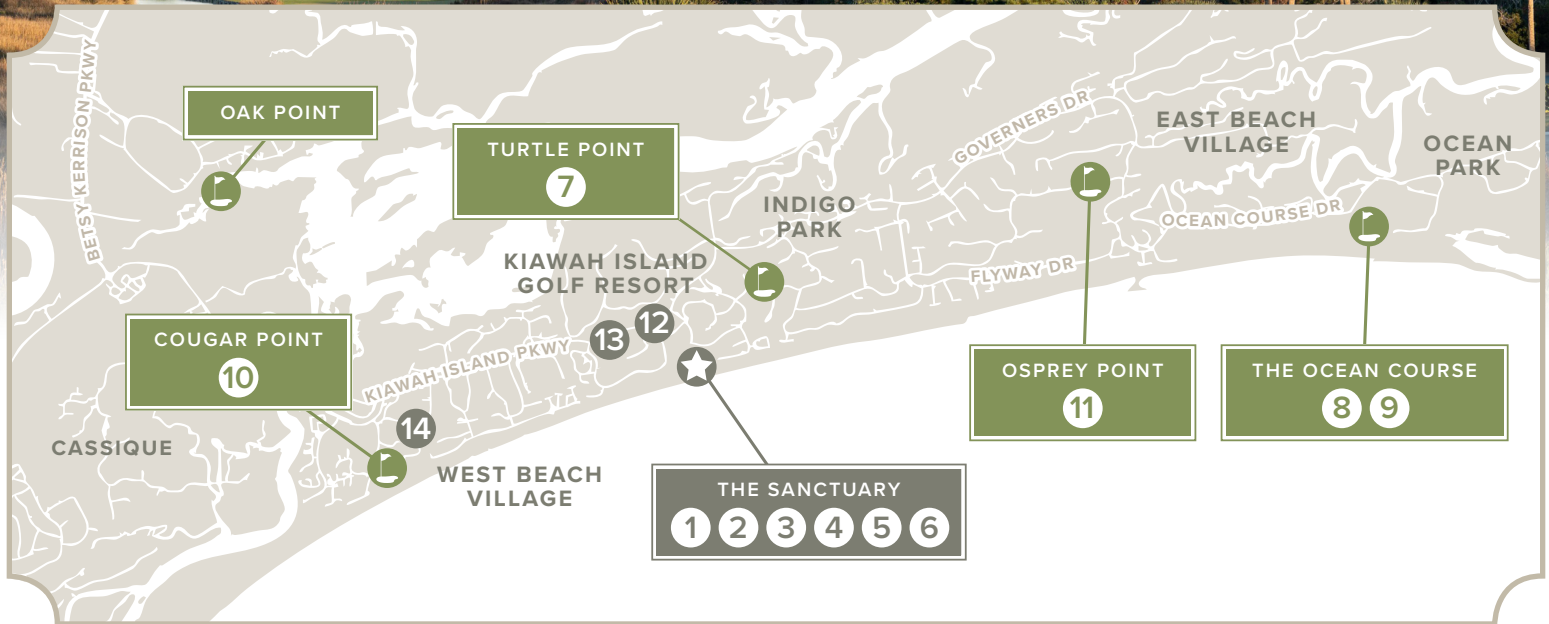 BETSY KERRISON PKWY
OAK POINT
TURTLE POINT
7
GOVERNERS DR
EAST BEACH
VILLAGE
OCEAN
PARK
INDIGO
PARK
OCEAN COURSE DR
KIAWAH ISLAND
GOLF RESORT
FLYWAY DR
13
12
COUGAR POINT
10
KIAWAH ISLAND PKWY
OSPREY POINT
11
THE OCEAN COURSE
8 9
14
CASSIQUE
WEST BEACH
VILLAGE
THE SANCTUARY
1 2 3 4 5 6